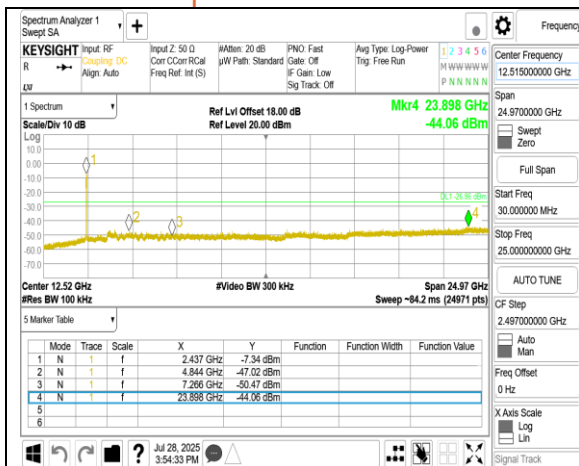 Spectrum Analyzer 1
Swept SA
Frequency
KEYSIGHT
R
Input: RF
Coupling: DC
Align: Auto
Input Z: 50 Ω
Corr CCorr RCal
Freq Ref: Int (S)
#Atten: 20 dB
µW Path: Standard
PNO: Fast
Gate: Off
IF Gain: Low
Sig Track: Off
Avg Type: Log-Power
Trig: Free Run
1 2 3 4 5 6
M W W W W W
P N N N N N
1 Spectrum
Scale/Div 10 dB
Ref Lvl Offset 18.00 dB
Ref Level 20.00 dBm
Mkr4 23.898 GHz
-44.06 dBm
Log
10.0
0.00
-10.0
-20.0
-30.0
-40.0
-50.0
-60.0
-70.0
1
2
3
4
DL1 -26.86 dBm
Center 12.52 GHz
#Res BW 100 kHz
#Video BW 300 kHz
Span 24.97 GHz
Sweep ~84.2 ms (24971 pts)
5 Marker Table
Mode Trace Scale X Y Function Function Width Function Value
1 N 1 f 2.437 GHz -7.34 dBm
2 N 1 f 4.844 GHz -47.02 dBm
3 N 1 f 7.266 GHz -50.47 dBm
4 N 1 f 23.898 GHz -44.06 dBm
5
6
Jul 28, 2025
3:54:33 PM
Center Frequency
12.515000000 GHz
Span
24.9700000 GHz
Swept
Zero
Full Span
Start Freq
30.000000 MHz
Stop Freq
25.000000000 GHz
AUTO TUNE
CF Step
2.497000000 GHz
Auto
Man
Freq Offset
0 Hz
X Axis Scale
Log
Lin
Signal Track